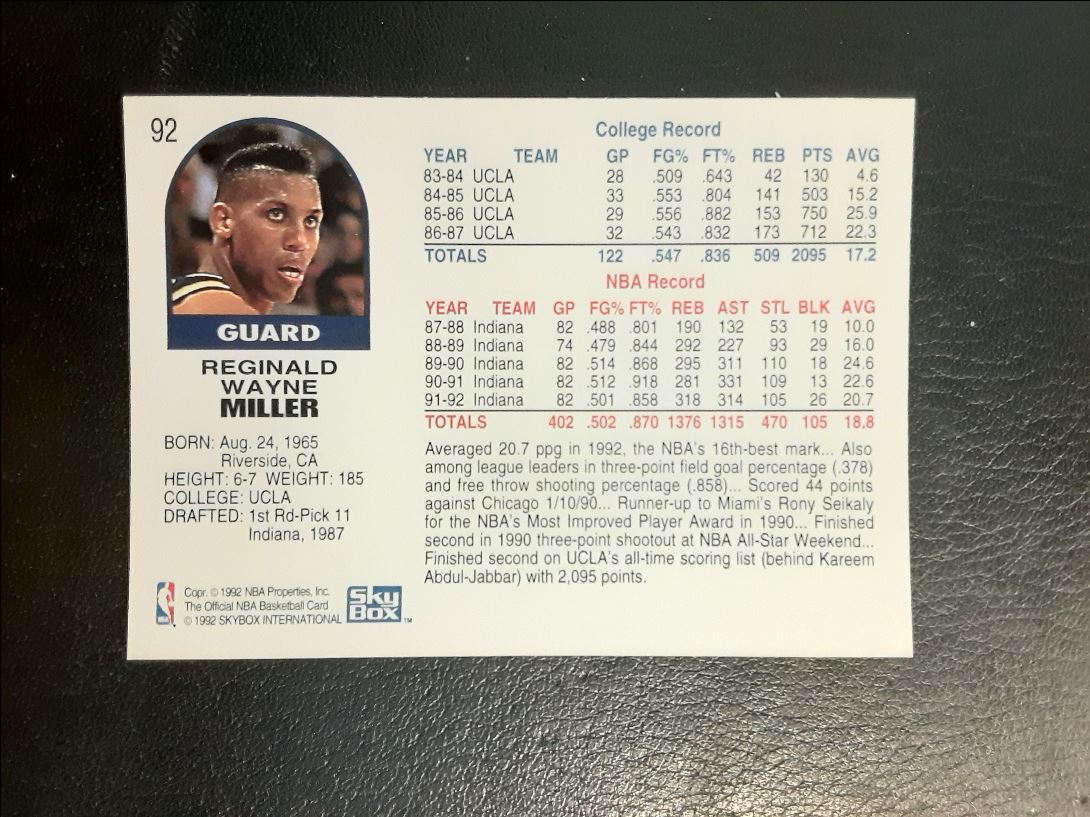 92
GUARD
REGINALD
WAYNE
MILLER
BORN: Aug. 24, 1965
Riverside, CA
HEIGHT: 6-7 WEIGHT: 185
COLLEGE: UCLA
DRAFTED: 1st Rd-Pick 11
Indiana, 1987
NBA
Copr. © 1992 NBA Properties, Inc.
The Official NBA Basketball Card
© 1992 SKYBOX INTERNATIONAL
Sky
Box™
College Record
YEAR TEAM GP FG% FT% REB PTS AVG
83-84 UCLA 28 .509 .643 42 130 4.6
84-85 UCLA 33 .553 .804 141 503 15.2
85-86 UCLA 29 .556 .882 153 750 25.9
86-87 UCLA 32 .543 .832 173 712 22.3
TOTALS 122 .547 .836 509 2095 17.2
NBA Record
YEAR TEAM GP FG% FT% REB AST STL BLK AVG
87-88 Indiana 82 .488 .801 190 132 53 19 10.0
88-89 Indiana 74 .479 .844 292 227 93 29 16.0
89-90 Indiana 82 .514 .868 295 311 110 18 24.6
90-91 Indiana 82 .512 .918 281 331 109 13 22.6
91-92 Indiana 82 .501 .858 318 314 105 26 20.7
TOTALS 402 .502 .870 1376 1315 470 105 18.8
Averaged 20.7 ppg in 1992, the NBA's 16th-best mark... Also
among league leaders in three-point field goal percentage (.378)
and free throw shooting percentage (.858)... Scored 44 points
against Chicago 1/10/90... Runner-up to Miami's Rony Seikaly
for the NBA's Most Improved Player Award in 1990... Finished
second in 1990 three-point shootout at NBA All-Star Weekend...
Finished second on UCLA's all-time scoring list (behind Kareem
Abdul-Jabbar) with 2,095 points.